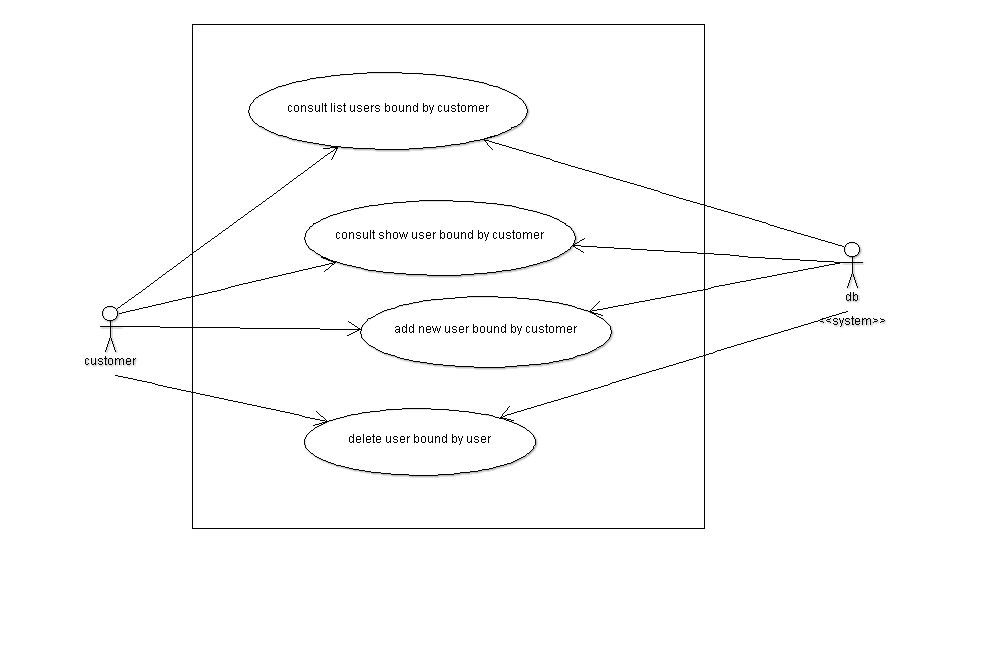 consult list users bound by customer
consult show user bound by customer
add new user bound by customer
delete user bound by user
customer
db
<<system>>